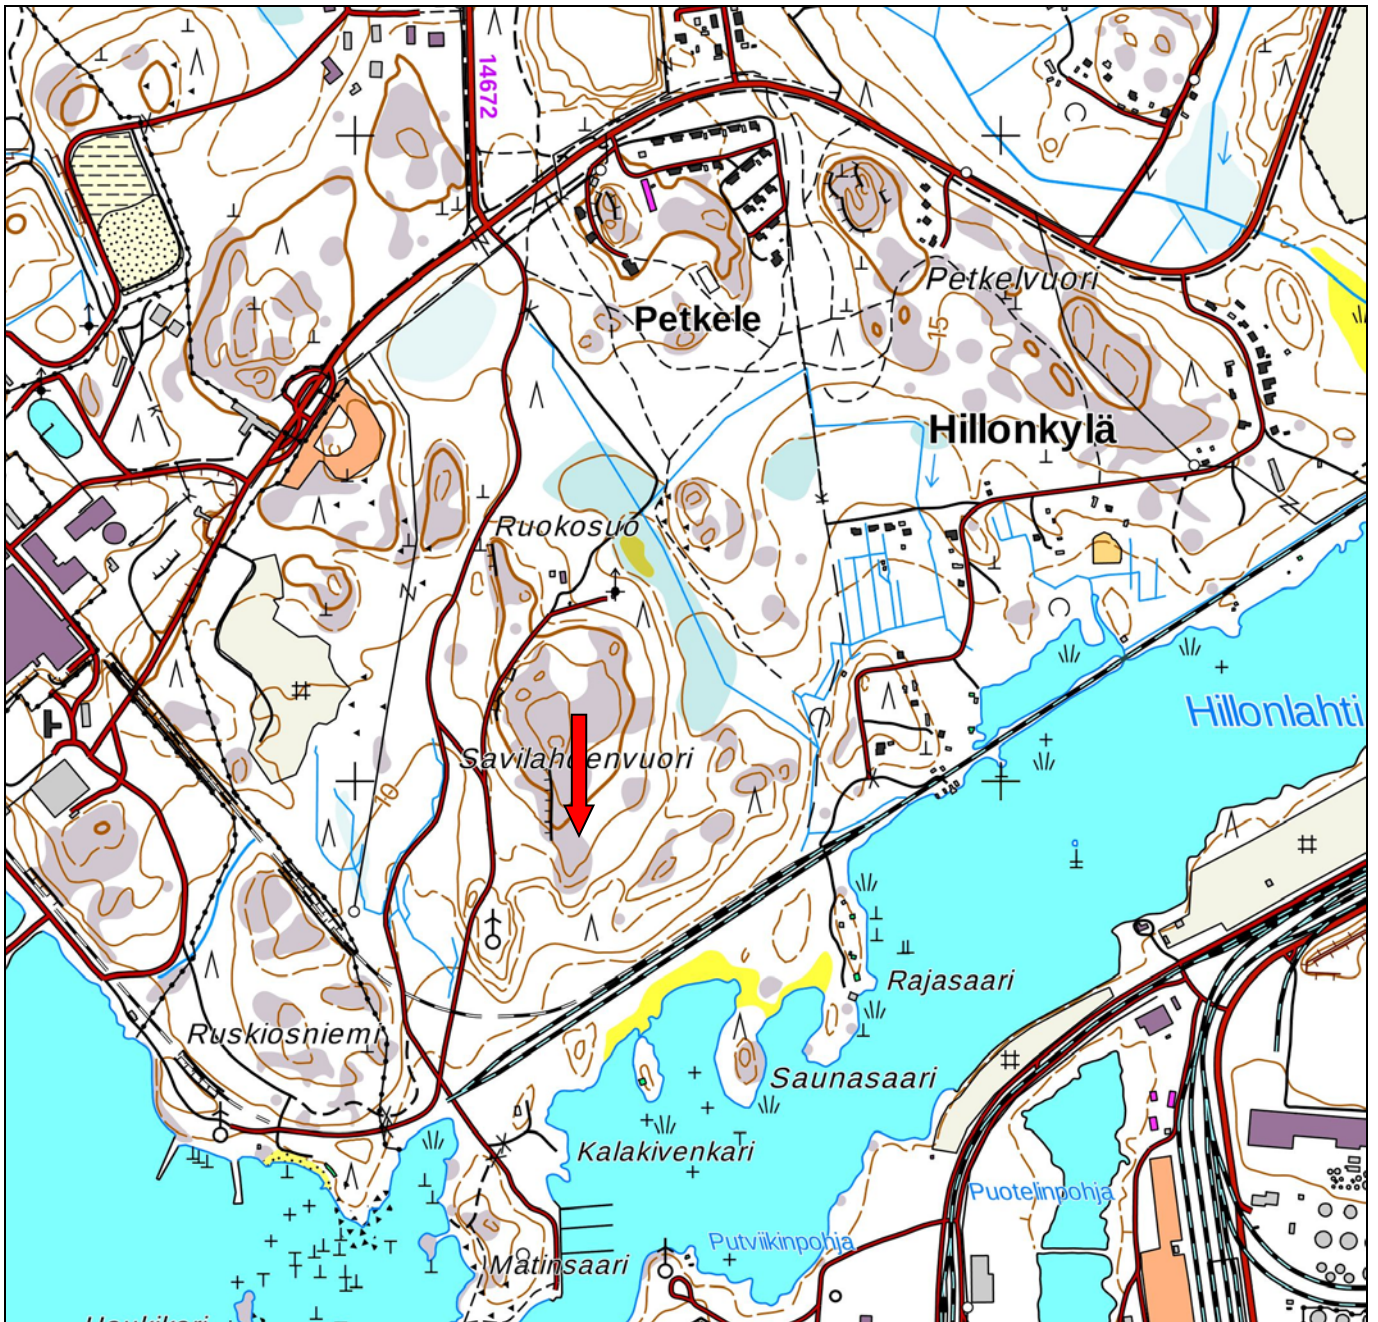 14672
Petkelvuori
Petkele
15
Hillonkylä
Ruokosuo
Hillonlahti
Savilahdenvuori
10
Rajasaari
Ruskiosniemi
Saunasaari
Kalakivenkari
Puotelinpohja
Putviikinpohja
Matinsaari